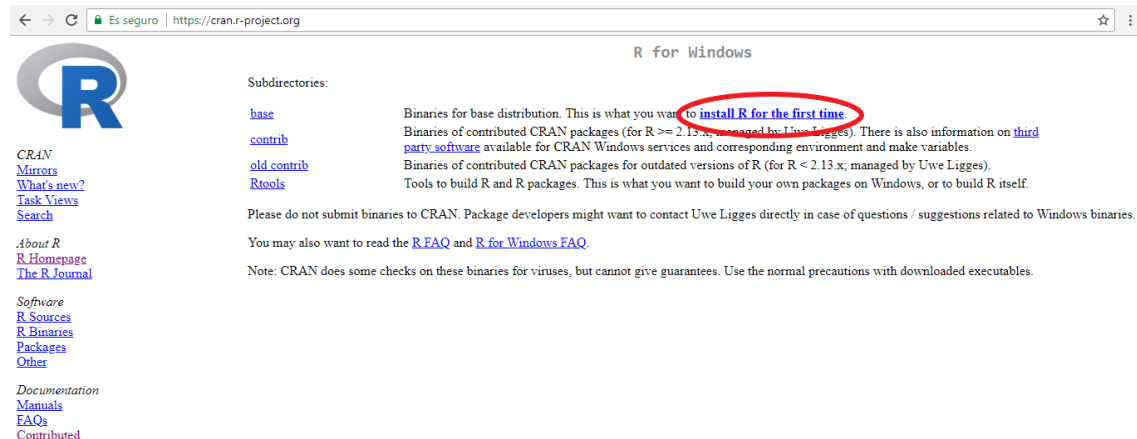 Es seguro | https://cran.r-project.org
R
R for Windows
Subdirectories:
base Binaries for base distribution. This is what you want to install R for the first time.
contrib Binaries of contributed CRAN packages (for R >= 2.13.x; managed by Uwe Ligges). There is also information on third
party software available for CRAN Windows services and corresponding environment and make variables.
old contrib Binaries of contributed CRAN packages for outdated versions of R (for R < 2.13.x; managed by Uwe Ligges).
Rtools Tools to build R and R packages. This is what you want to build your own packages on Windows, or to build R itself.
Please do not submit binaries to CRAN. Package developers might want to contact Uwe Ligges directly in case of questions / suggestions related to Windows binaries.
You may also want to read the R FAQ and R for Windows FAQ.
Note: CRAN does some checks on these binaries for viruses, but cannot give guarantees. Use the normal precautions with downloaded executables.
CRAN
Mirrors
What's new?
Task Views
Search
About R
R Homepage
The R Journal
Software
R Sources
R Binaries
Packages
Other
Documentation
Manuals
FAQs
Contributed